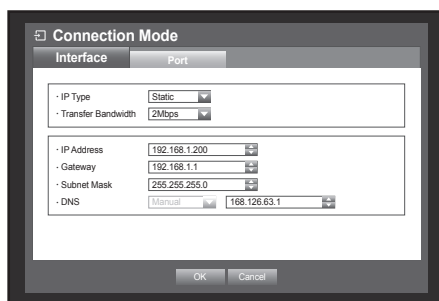 Connection Mode
Interface Port
· IP Type Static
· Transfer Bandwidth 2Mbps
· IP Address 192.168.1.200
· Gateway 192.168.1.1
· Subnet Mask 255.255.255.0
· DNS Manual 168.126.63.1
OK Cancel